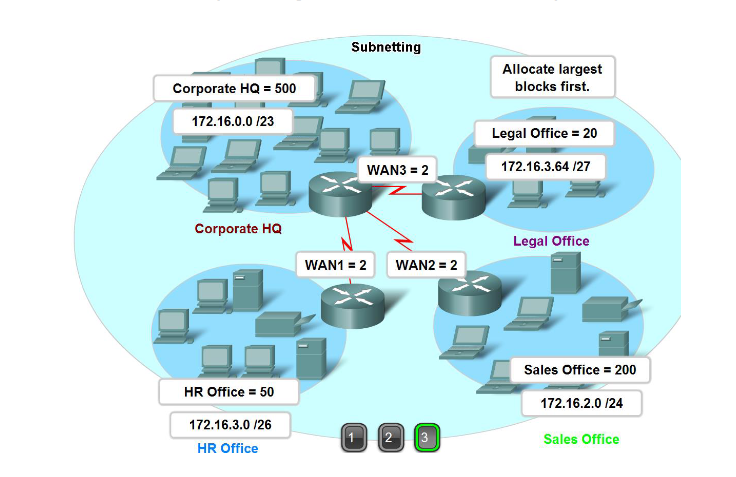 Subnetting
Allocate largest
blocks first.
Corporate HQ = 500
172.16.0.0 /23
Legal Office = 20
172.16.3.64 /27
WAN3 = 2
Corporate HQ
Legal Office
WAN1 = 2
WAN2 = 2
Sales Office = 200
172.16.2.0 /24
HR Office = 50
172.16.3.0 /26
HR Office
1
2
3
Sales Office